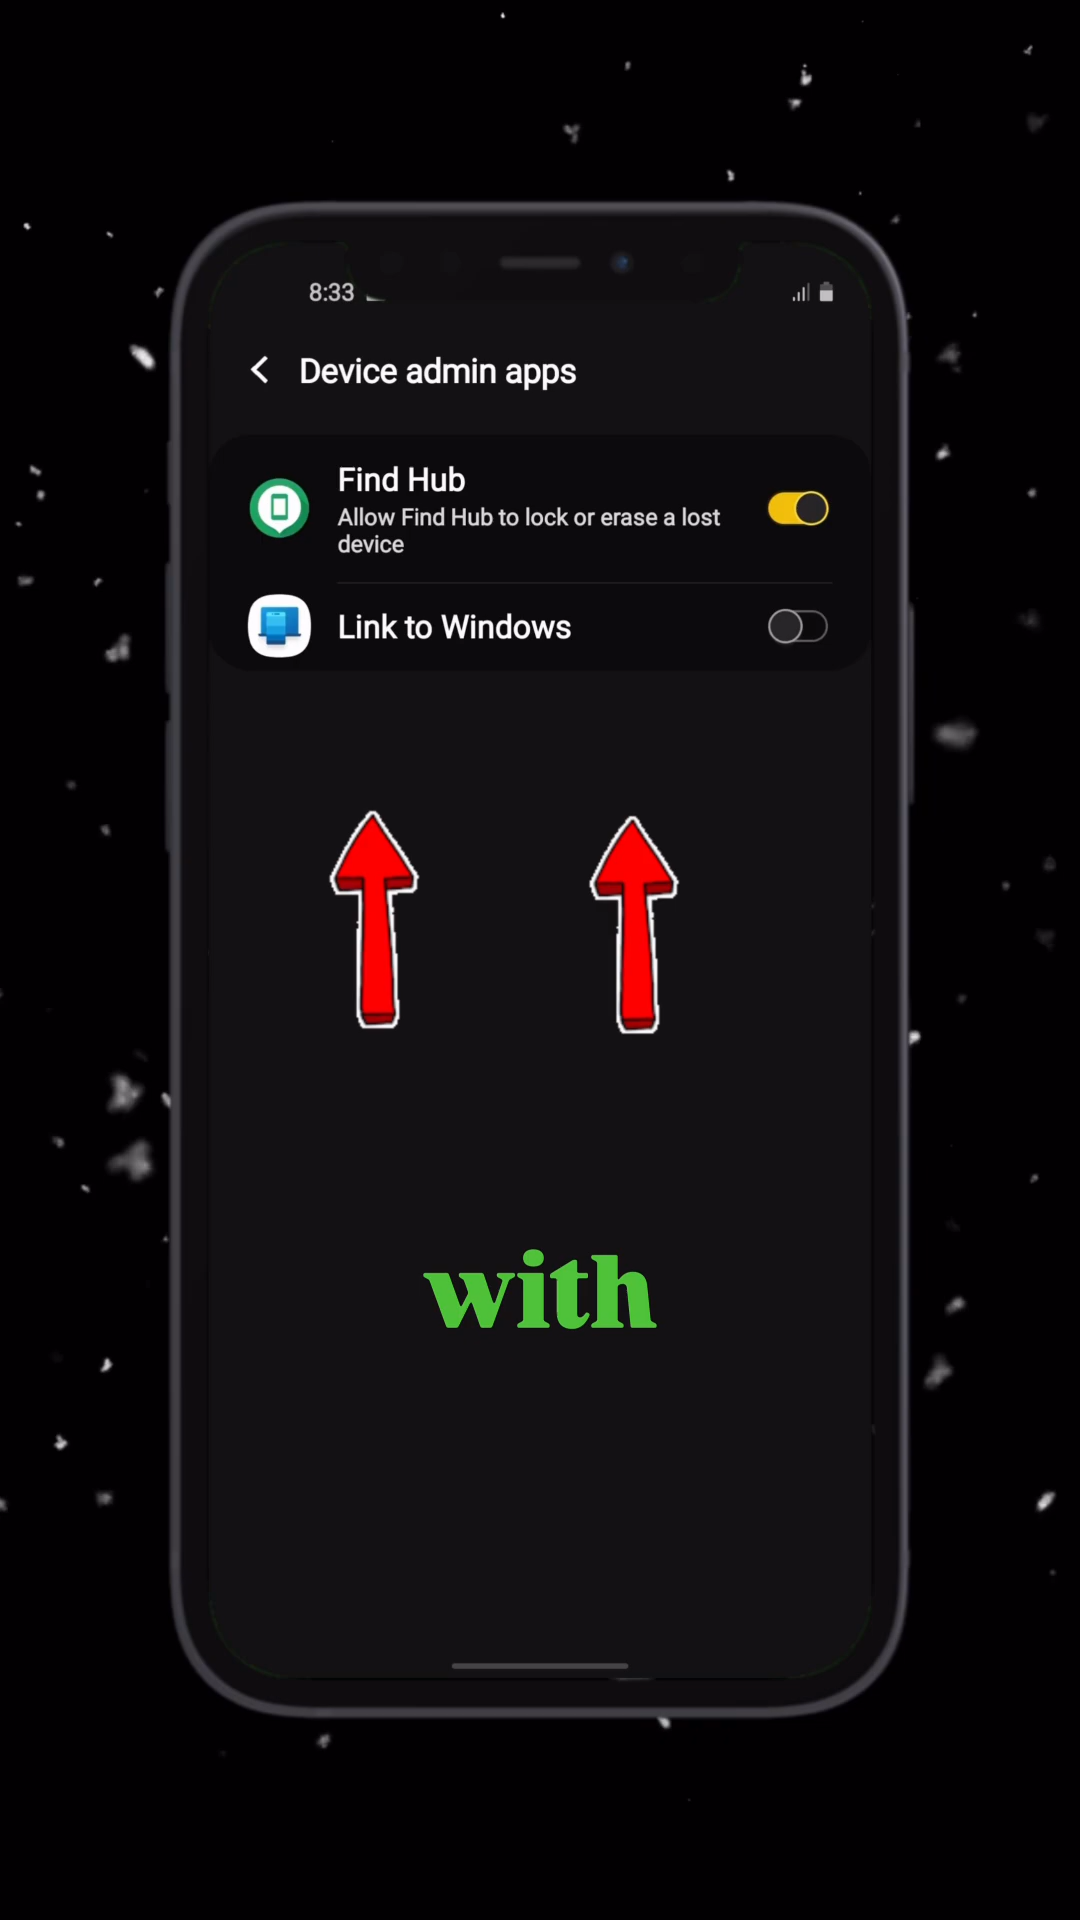 8:33
Device admin apps
Find Hub
Allow Find Hub to lock or erase a lost
device
Link to Windows
with